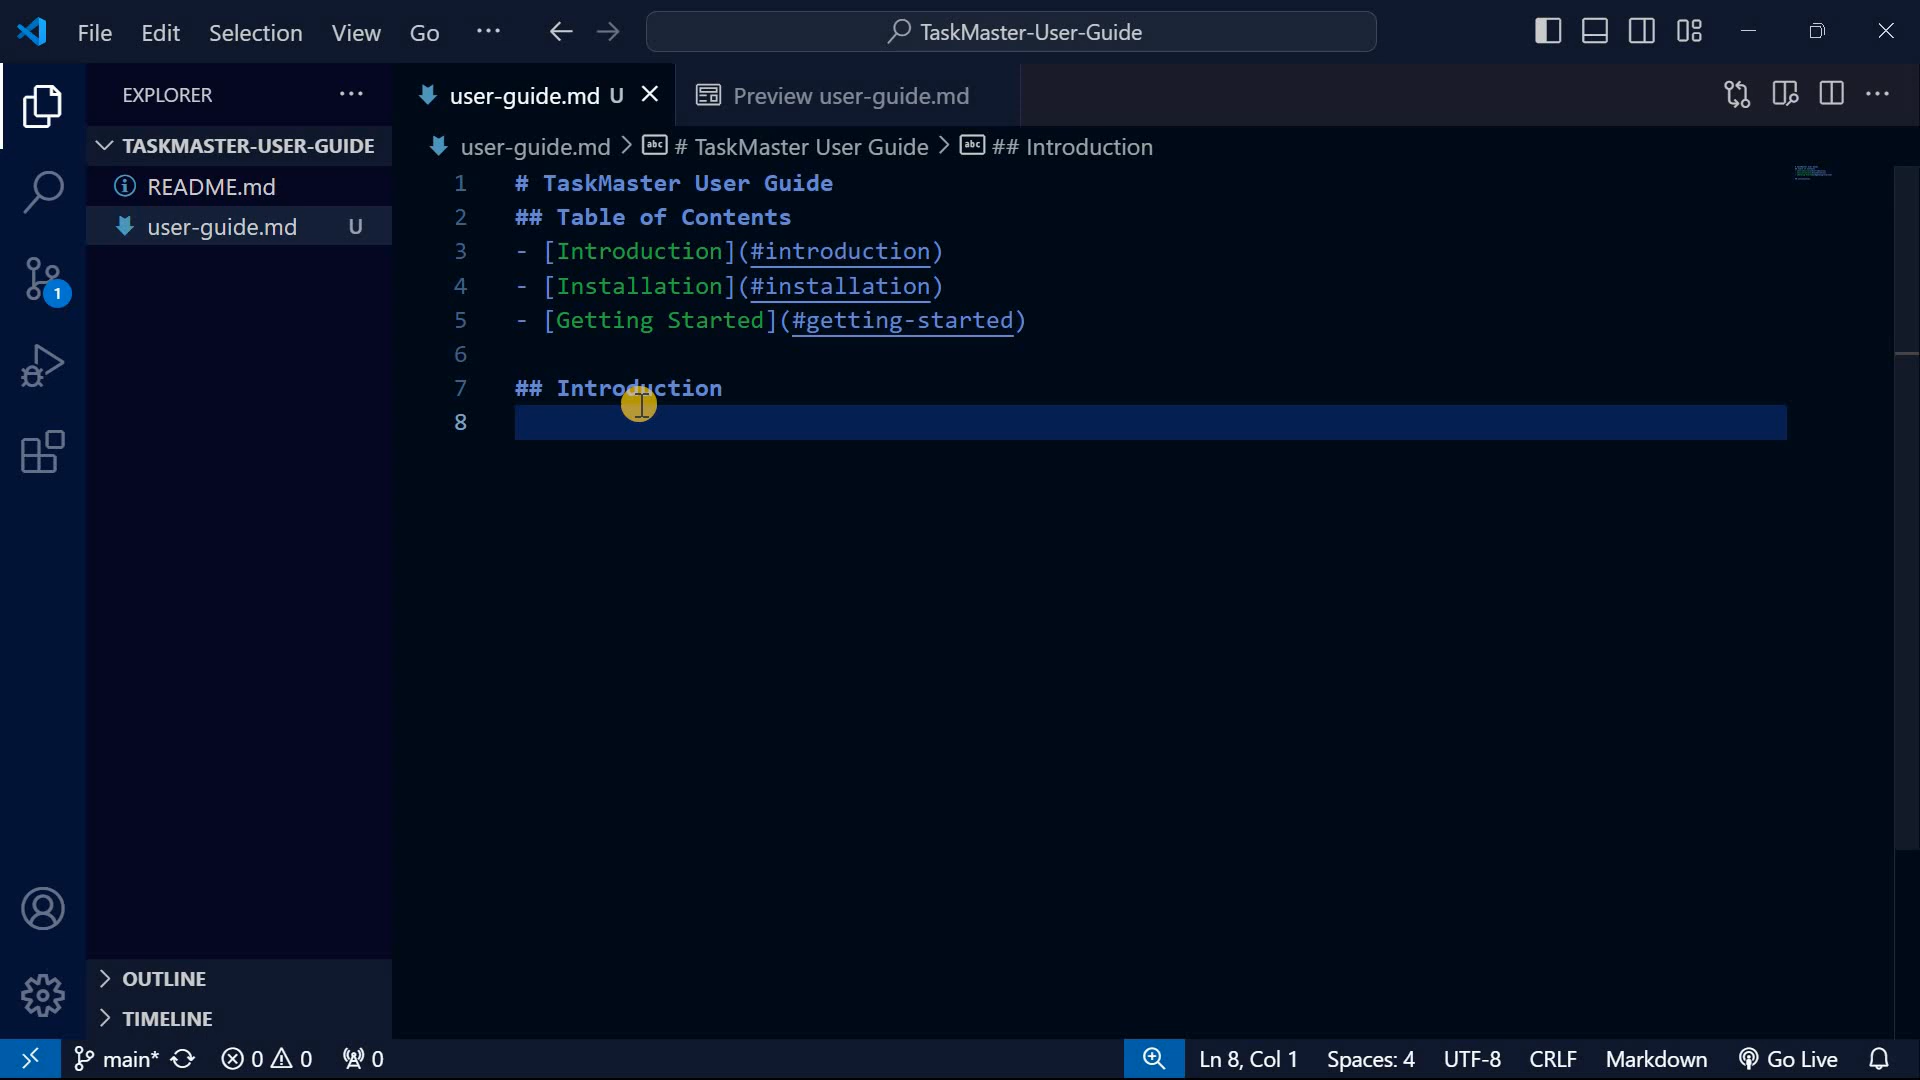 File Edit Selection View Go ··· TaskMaster-User-Guide
EXPLORER ···
user-guide.md U
Preview user-guide.md
TASKMASTER-USER-GUIDE
README.md
user-guide.md U
user-guide.md > # TaskMaster User Guide > ## Introduction
1 # TaskMaster User Guide
2 ## Table of Contents
3 - [Introduction](#introduction)
4 - [Installation](#installation)
5 - [Getting Started](#getting-started)
6
7 ## Introduction
8
1
OUTLINE
TIMELINE
main* 0 0 0 Ln 8, Col 1 Spaces: 4 UTF-8 CRLF Markdown Go Live